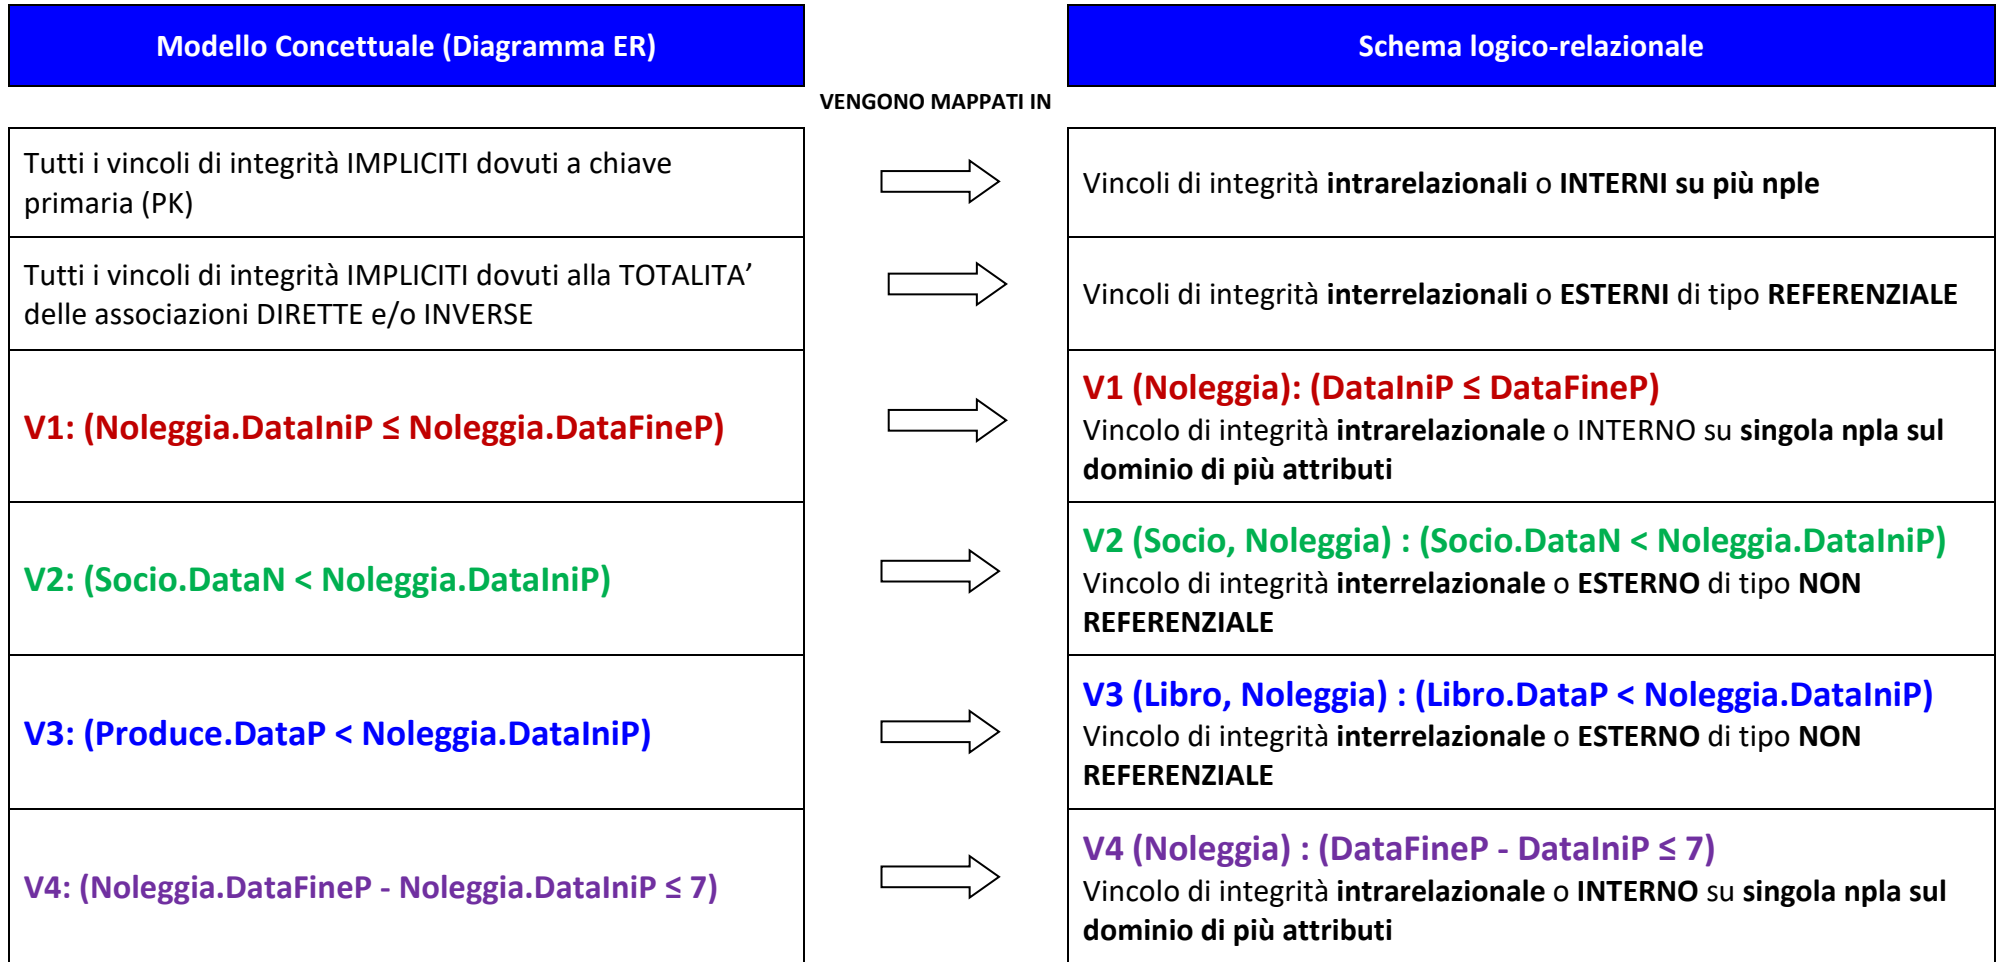 Modello Concettuale (Diagramma ER)
Schema logico-relazionale
VENGONO MAPPATI IN
Tutti i vincoli di integrità IMPLICITI dovuti a chiave
primaria (PK)
Vincoli di integrità intrarelazionali o INTERNI su più nple
Tutti i vincoli di integrità IMPLICITI dovuti alla TOTALITA’
delle associazioni DIRETTE e/o INVERSE
Vincoli di integrità interrelazionali o ESTERNI di tipo REFERENZIALE
V1: (Noleggia.DataIniP ≤ Noleggia.DataFineP)
V1 (Noleggia): (DataIniP ≤ DataFineP)
Vincolo di integrità intrarelazionale o INTERNO su singola npla sul
dominio di più attributi
V2: (Socio.DataN < Noleggia.DataIniP)
V2 (Socio, Noleggia) : (Socio.DataN < Noleggia.DataIniP)
Vincolo di integrità interrelazionale o ESTERNO di tipo NON
REFERENZIALE
V3: (Produce.DataP < Noleggia.DataIniP)
V3 (Libro, Noleggia) : (Libro.DataP < Noleggia.DataIniP)
Vincolo di integrità interrelazionale o ESTERNO di tipo NON
REFERENZIALE
V4: (Noleggia.DataFineP - Noleggia.DataIniP ≤ 7)
V4 (Noleggia) : (DataFineP - DataIniP ≤ 7)
Vincolo di integrità intrarelazionale o INTERNO su singola npla sul
dominio di più attributi